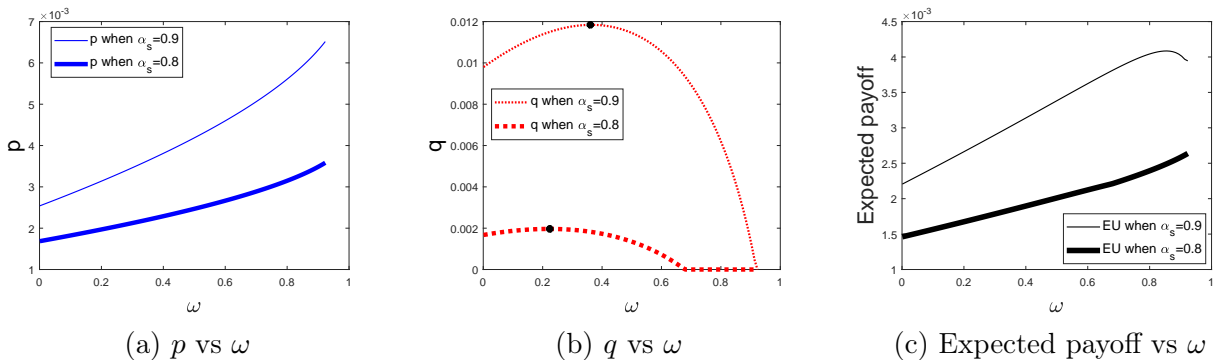 ×10⁻³
7
6
5
4
3
2
1
p
p when α_s=0.9
p when α_s=0.8
0 0.2 0.4 0.6 0.8 1
ω
(a) p vs ω
0.012
0.01
0.008
0.006
0.004
0.002
0
q
q when α_s=0.9
q when α_s=0.8
0 0.2 0.4 0.6 0.8 1
ω
(b) q vs ω
×10⁻³
4.5
4
3.5
3
2.5
2
1.5
1
Expected payoff
EU when α_s=0.9
EU when α_s=0.8
0 0.2 0.4 0.6 0.8 1
ω
(c) Expected payoff vs ω